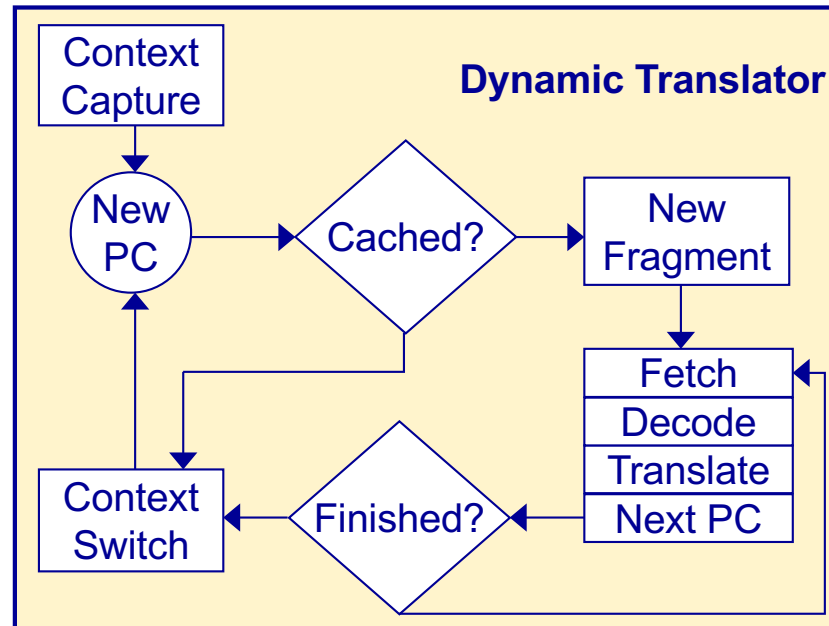 Context
Capture
Dynamic Translator
New
PC
Cached?
New
Fragment
Fetch
Decode
Translate
Next PC
Finished?
Context
Switch